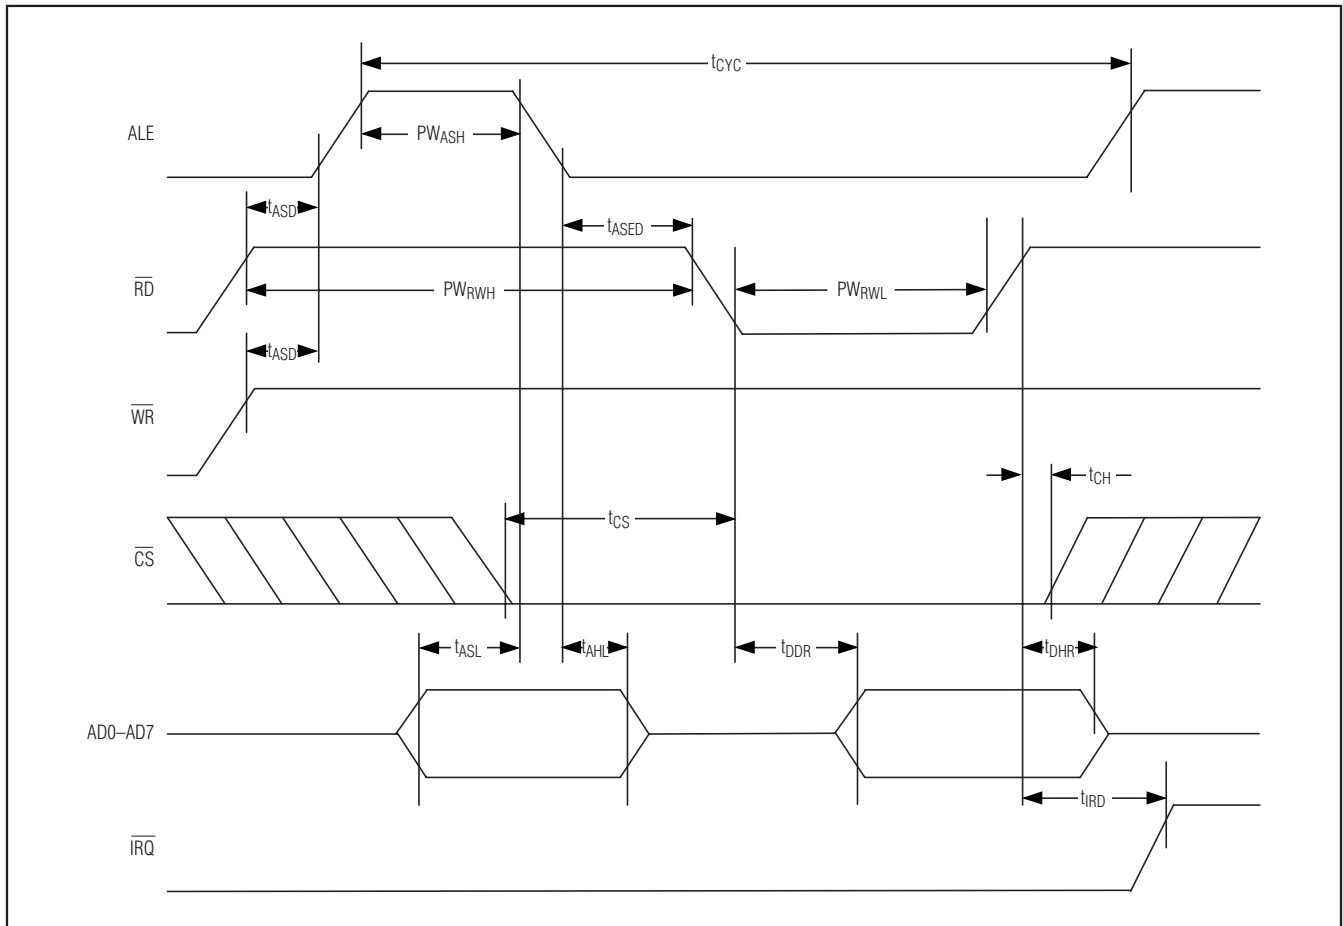 tCYC
ALE
PWASH
tASD
tASED
RD
PWRWH
PWRWL
tASD
WR
tCH
tCS
CS
tASL
tAHL
tDDR
tDHR
AD0–AD7
tIRD
IRQ